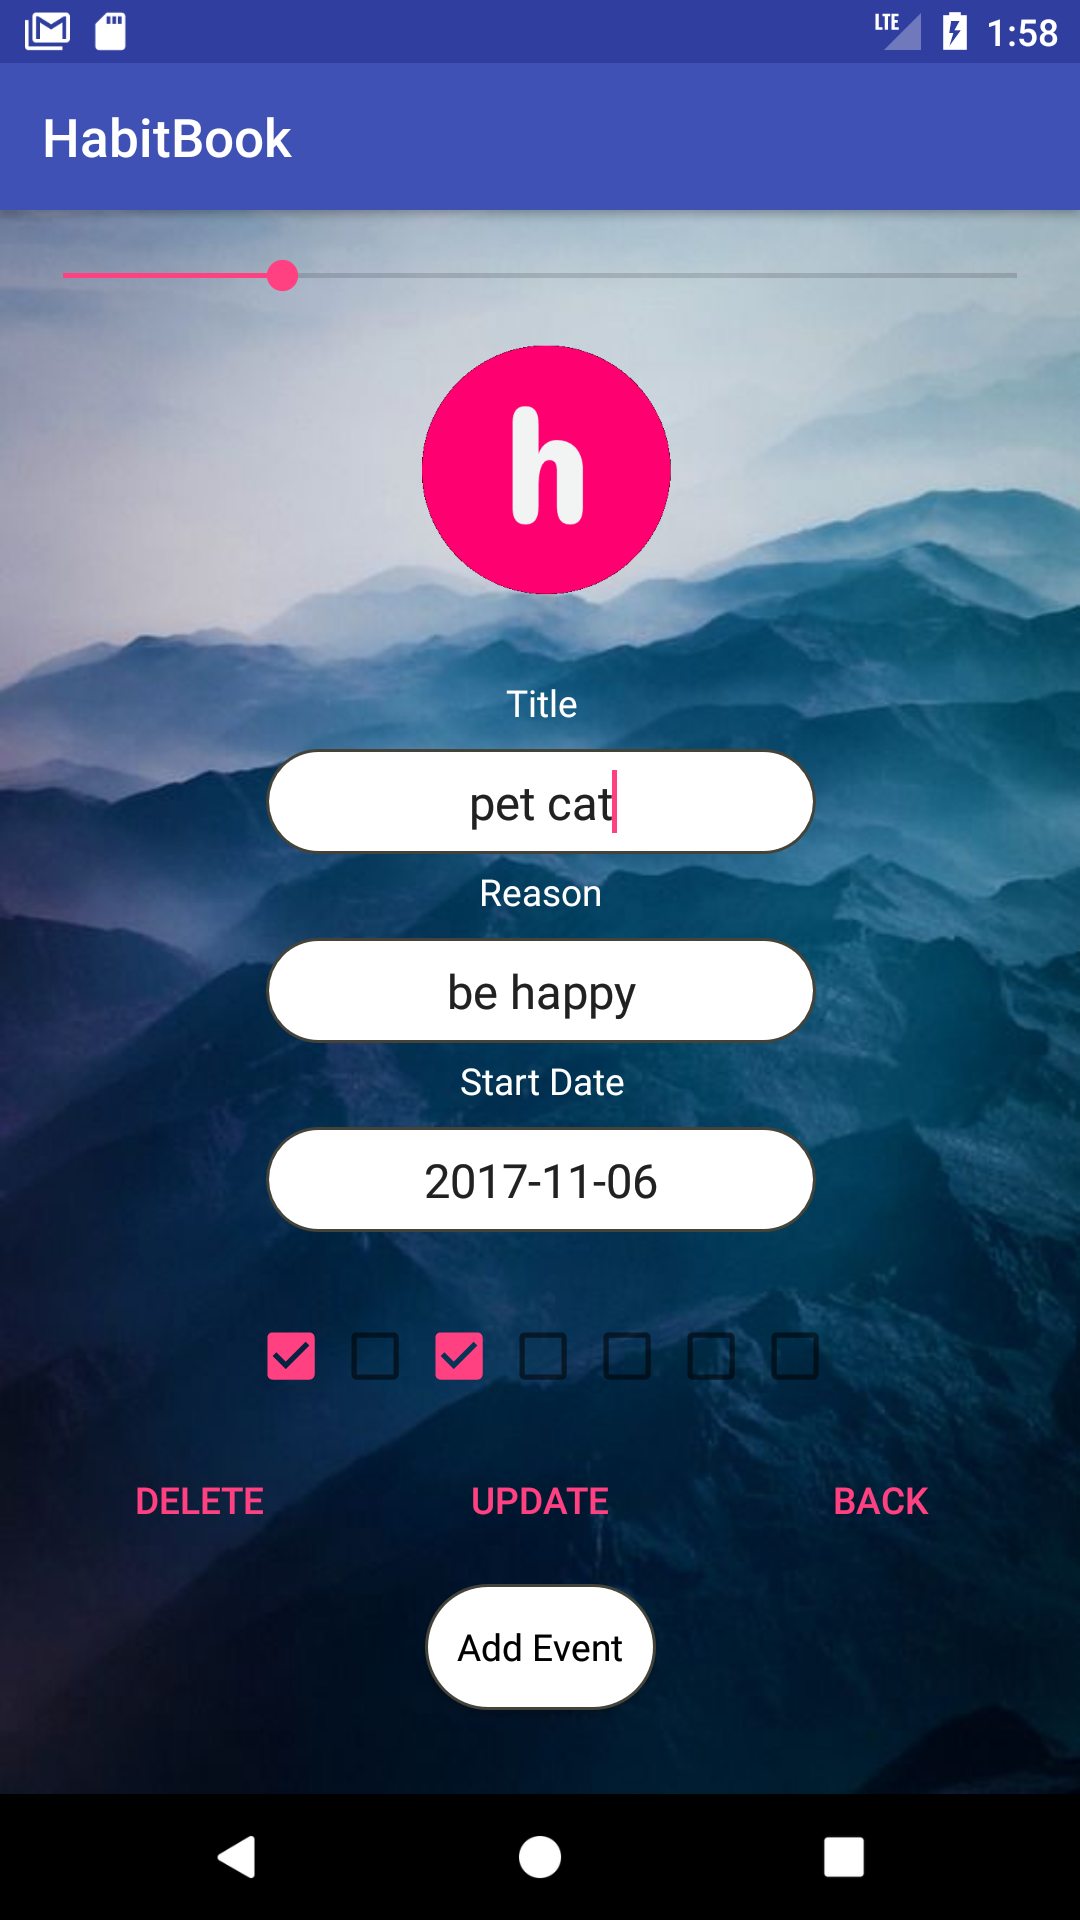 LTE 1:58
HabitBook
h
Title
pet cat
Reason
be happy
Start Date
2017-11-06
DELETE UPDATE BACK
Add Event